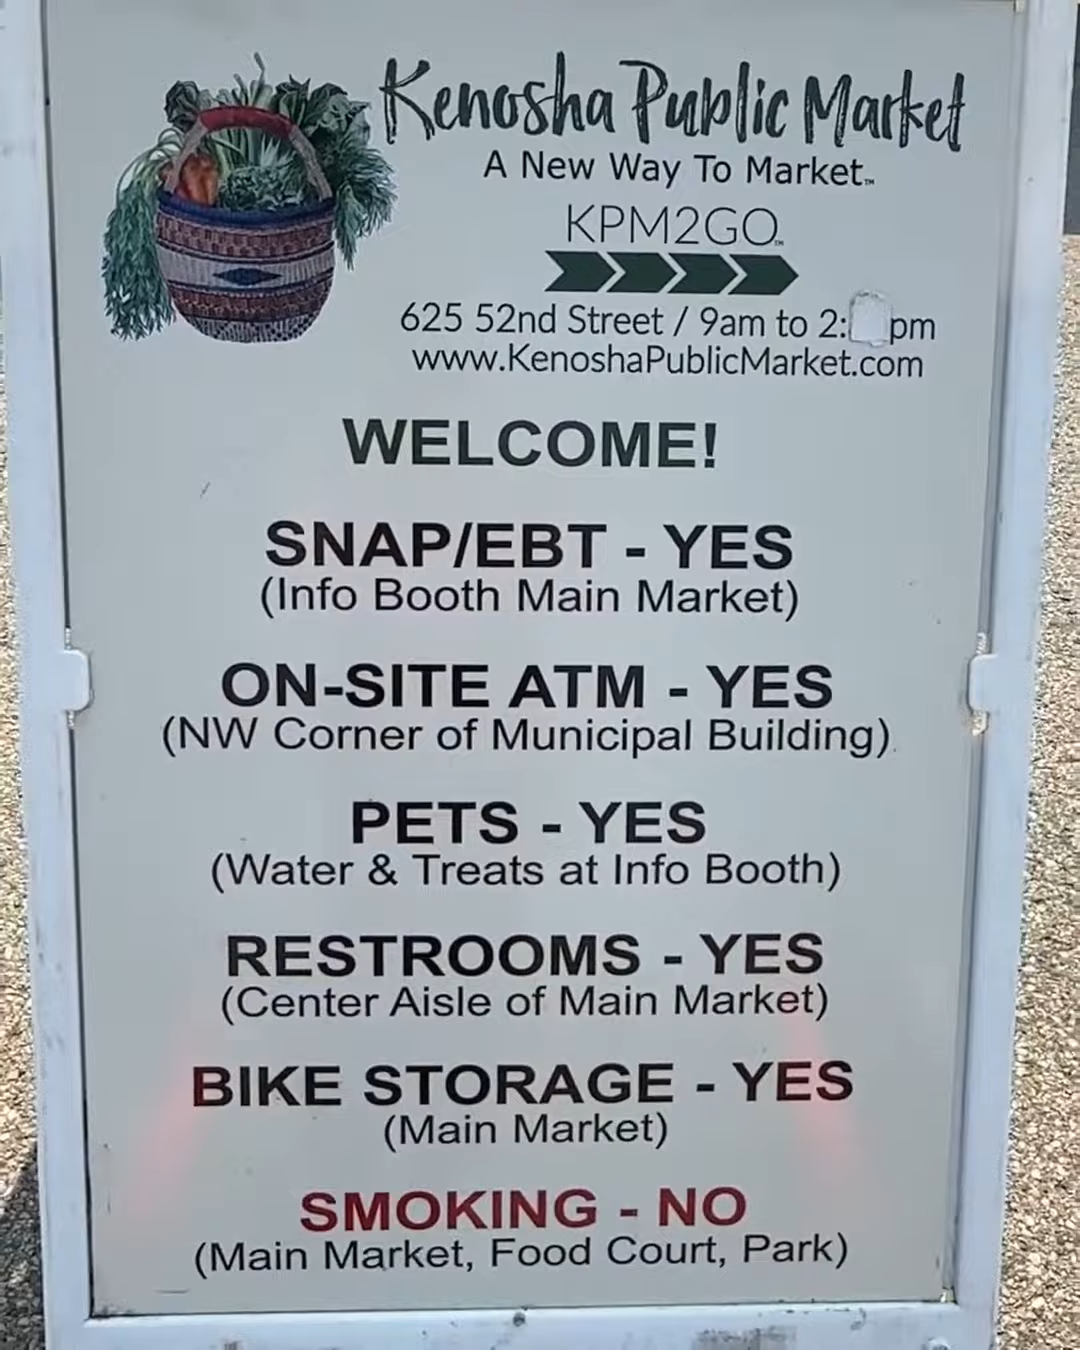 Kenosha Public Market
A New Way To Market™
KPM2GO™
625 52nd Street / 9am to 2: pm
www.KenoshaPublicMarket.com
WELCOME!
SNAP/EBT - YES
(Info Booth Main Market)
ON-SITE ATM - YES
(NW Corner of Municipal Building)
PETS - YES
(Water & Treats at Info Booth)
RESTROOMS - YES
(Center Aisle of Main Market)
BIKE STORAGE - YES
(Main Market)
SMOKING - NO
(Main Market, Food Court, Park)